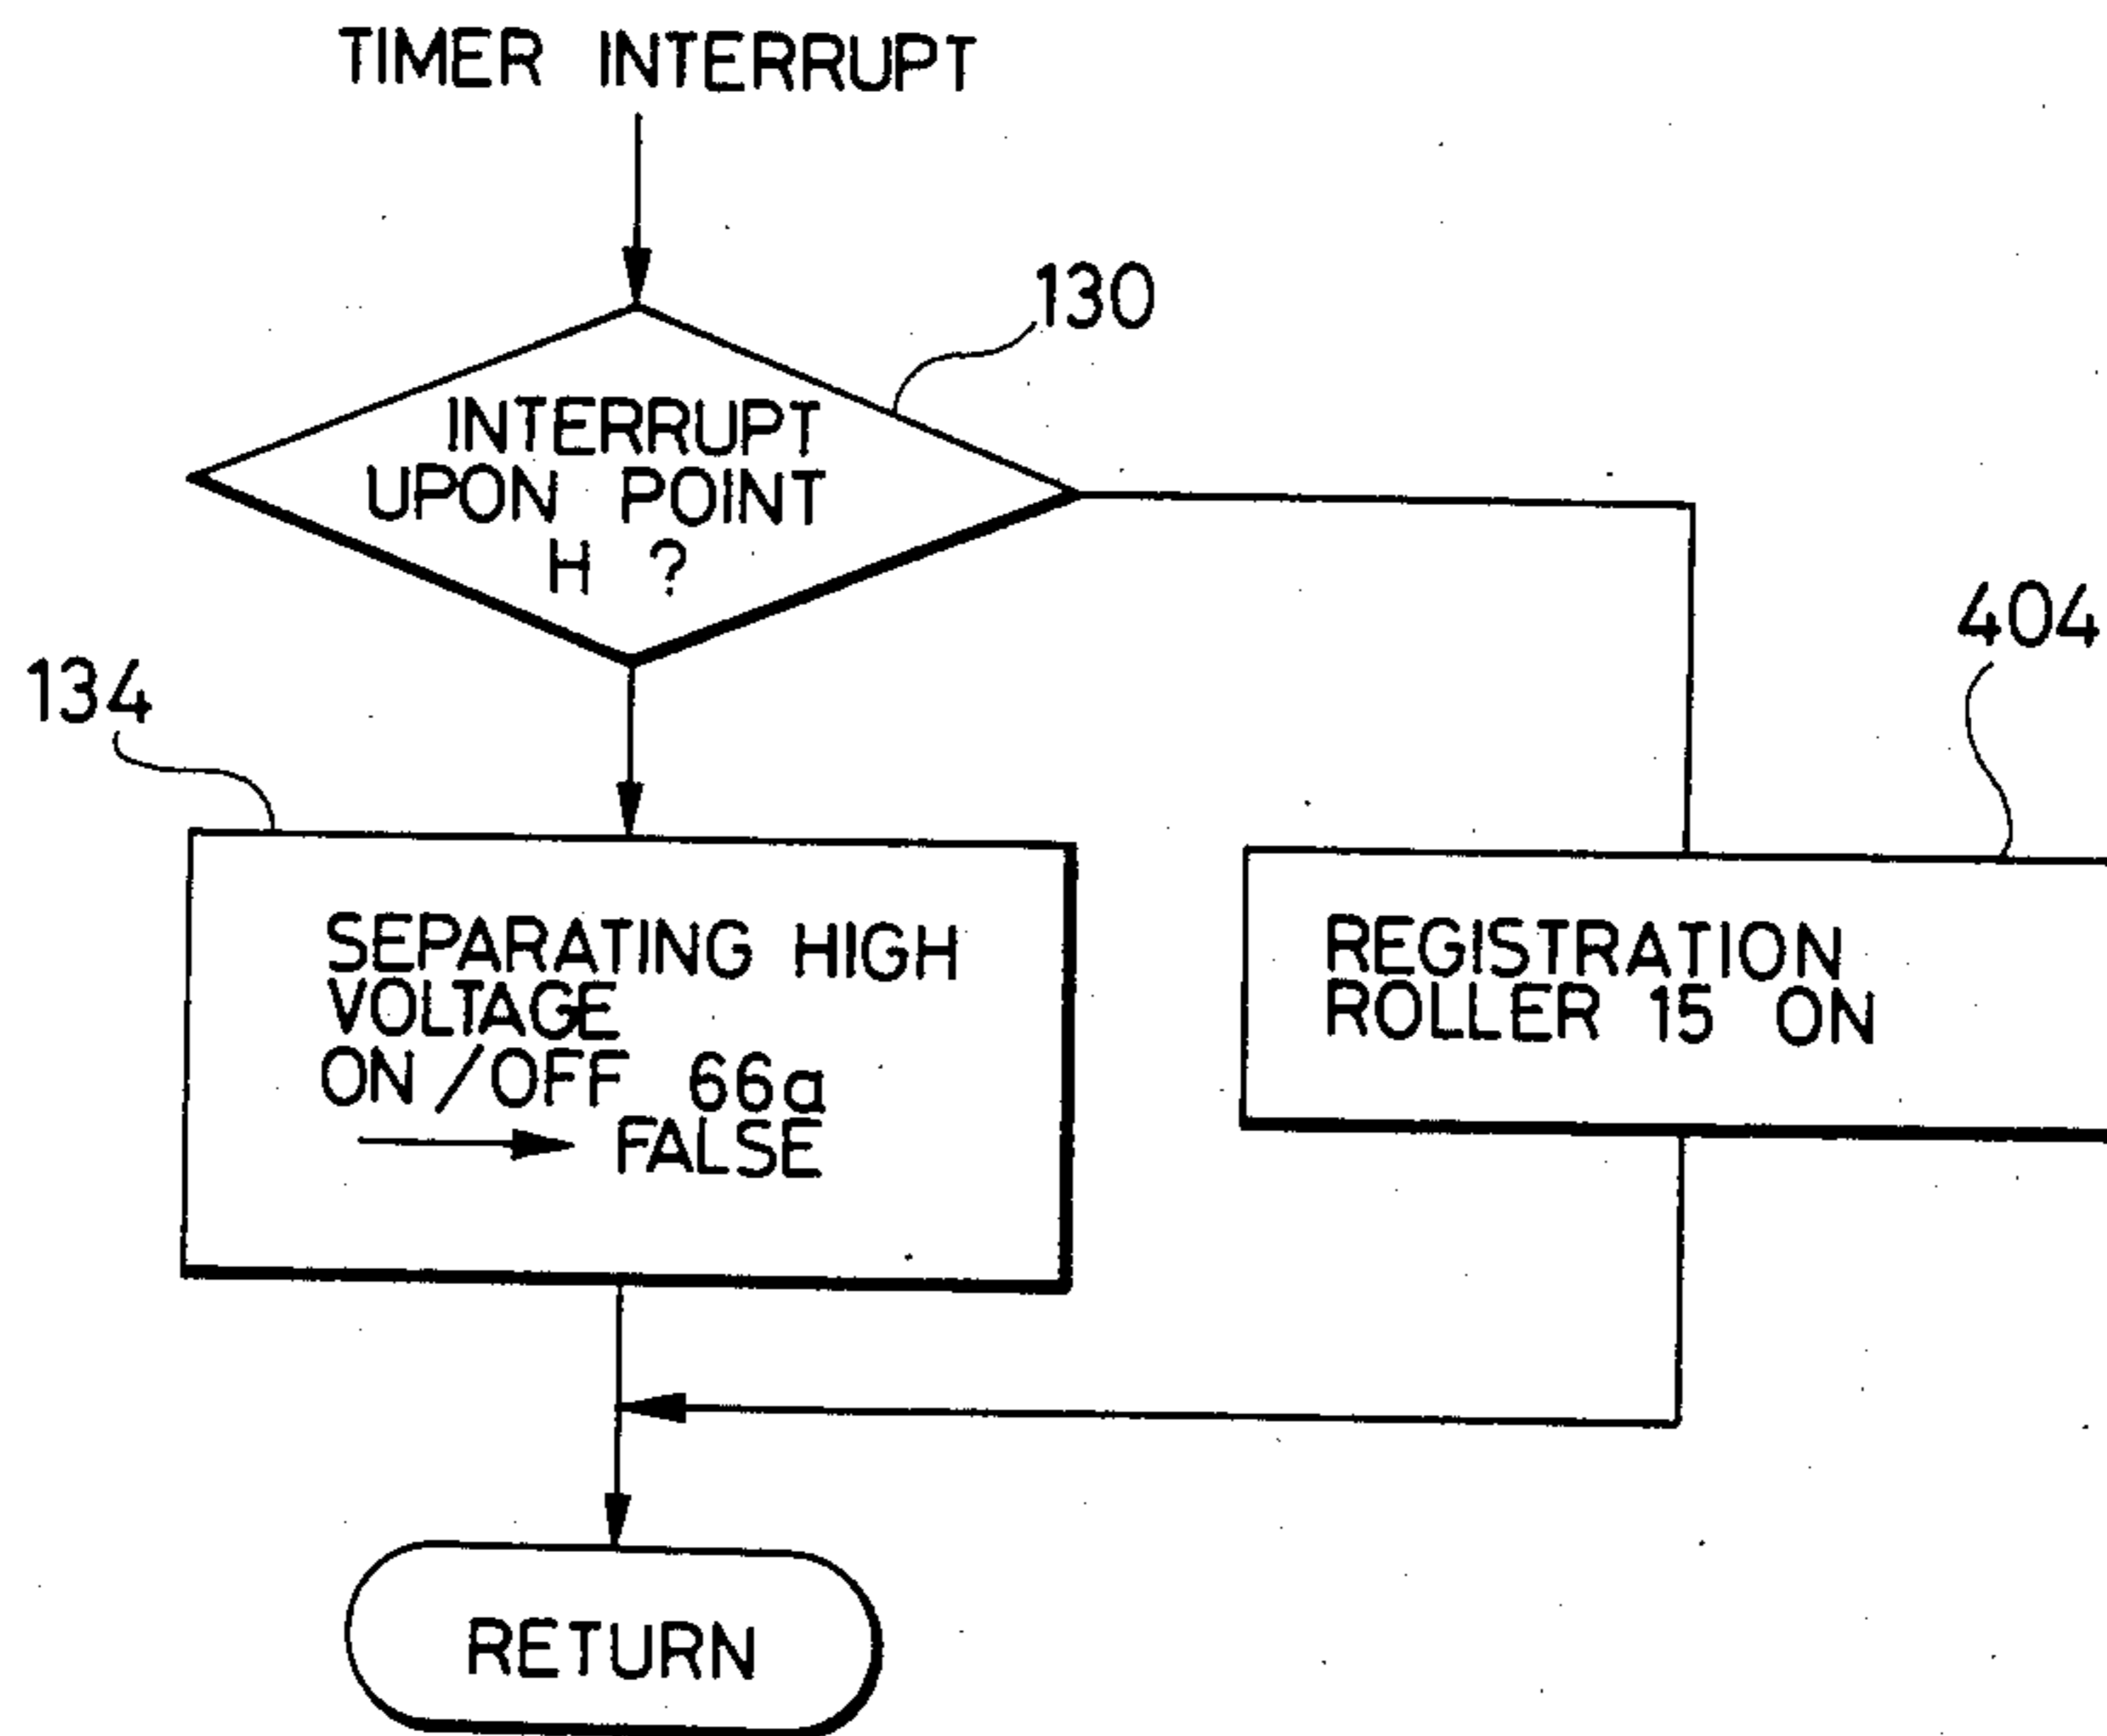 TIMER INTERRUPT
130
INTERRUPT
UPON POINT
H ?
404
134
SEPARATING HIGH
VOLTAGE
ON/OFF 66a
→ FALSE
REGISTRATION
ROLLER 15 ON
RETURN